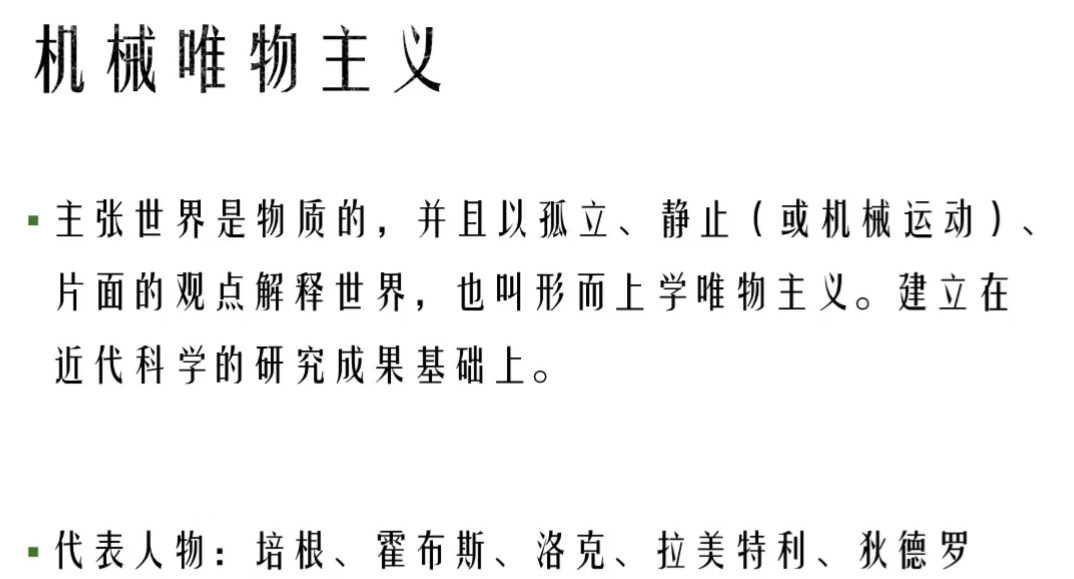 机械唯物主义
▪ 主张世界是物质的，并且以孤立、静止（或机械运动）、
片面的观点解释世界，也叫形而上学唯物主义。建立在
近代科学的研究成果基础上。
▪ 代表人物：培根、霍布斯、洛克、拉美特利、狄德罗